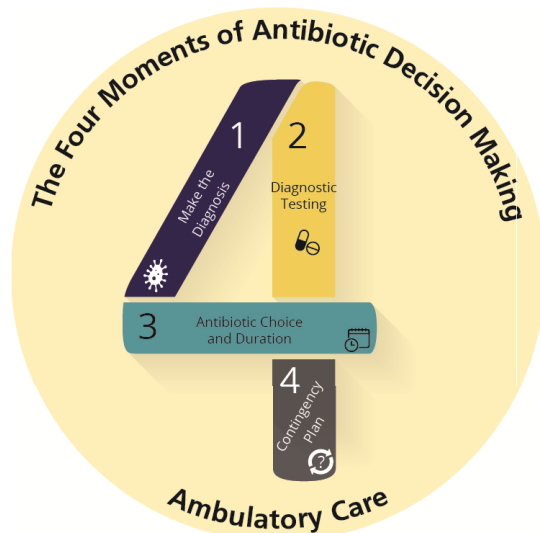 The Four Moments of Antibiotic Decision Making
1
Make the
Diagnosis
2
Diagnostic
Testing
3
Antibiotic Choice
and Duration
4
Contingency
Plan
?
Ambulatory Care